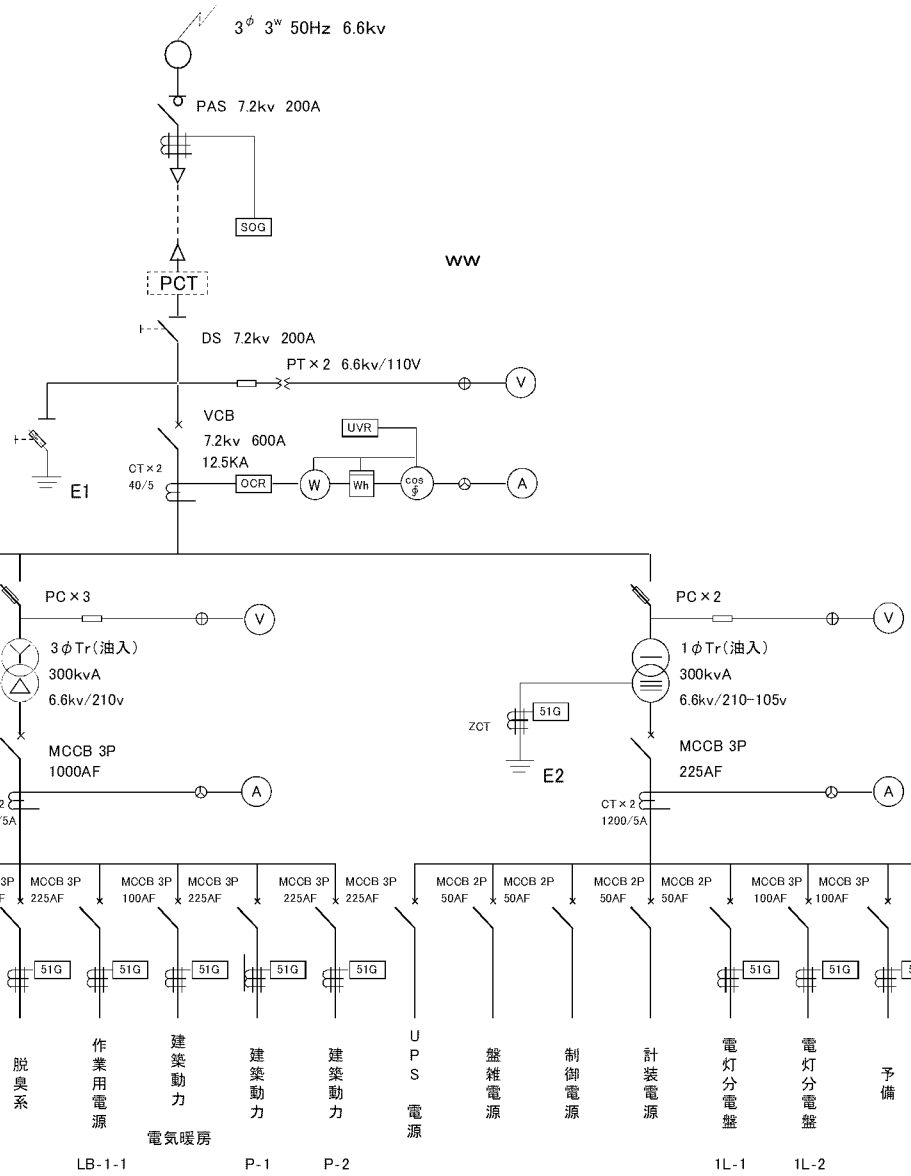 3φ 3w 50Hz 6.6kv
PAS 7.2kv 200A
SOG
ww
PCT
DS 7.2kv 200A
PT×2 6.6kv/110V
V
VCB
7.2kv 600A
12.5KA
UVR
CT×2
40/5
OCR
W
Wh
cos
φ
A
E1
PC×3
V
3φTr(油入)
300kvA
6.6kv/210v
MCCB 3P
1000AF
A
2
/5A
PC×2
V
1φTr(油入)
300kvA
6.6kv/210-105v
51G
ZCT
E2
MCCB 3P
225AF
A
CT×2
1200/5A
3P
F
MCCB 3P
225AF
MCCB 3P
100AF
MCCB 3P
225AF
MCCB 3P
225AF
MCCB 3P
225AF
MCCB 2P
50AF
MCCB 2P
50AF
MCCB 2P
50AF
MCCB 2P
50AF
MCCB 3P
100AF
MCCB 3P
100AF
51G
51G
51G
51G
51G
51G
51G
5
脱臭系
作業用電源
建築動力
建築動力
建築動力
UPS 電源
盤雑電源
制御電源
計装電源
電灯分電盤
電灯分電盤
予備
電気暖房
LB-1-1
P-1
P-2
1L-1
1L-2